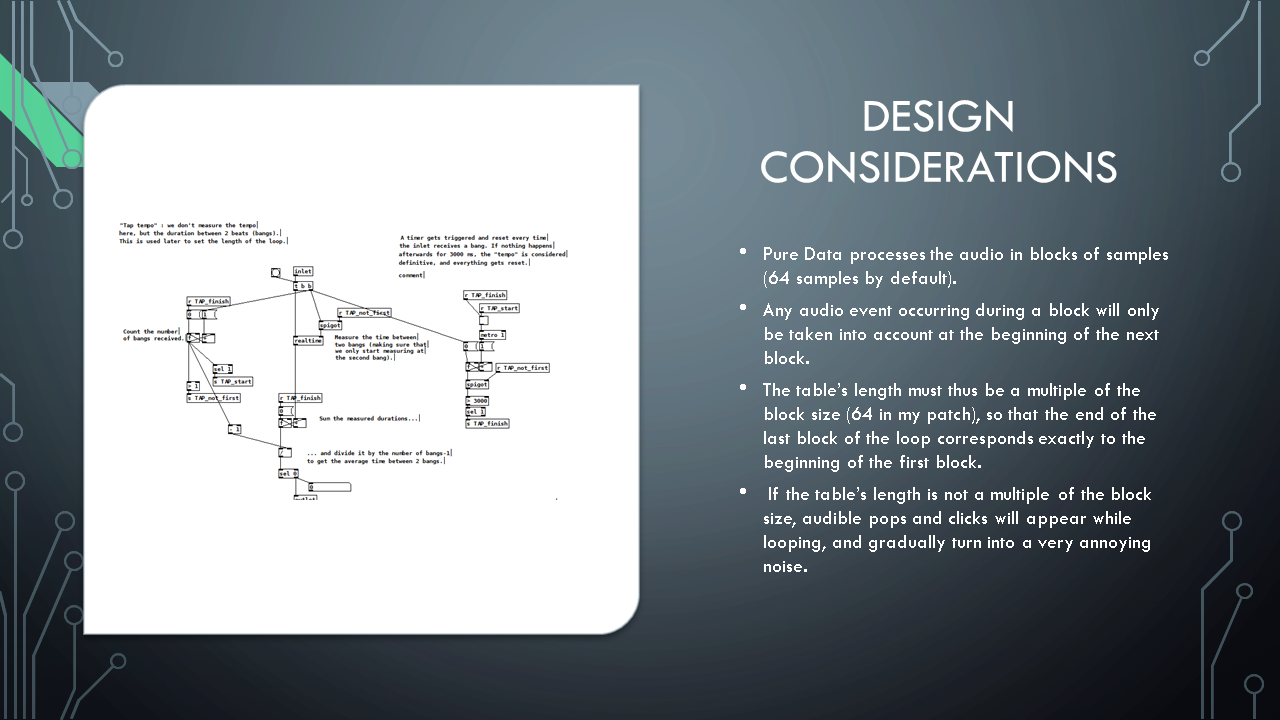 DESIGN
CONSIDERATIONS
"Tap tempo" : we don't measure the tempo
here, but the duration between 2 beats (bangs).
This is used later to set the length of the loop.
A timer gets triggered and reset every time
the inlet receives a bang. If nothing happens
afterwards for 3000 ms, the "tempo" is considered
definitive, and everything gets reset.
comment
inlet
t b b
r TAP_finish
0
1
r TAP_not_first
spigot
Count the number
of bangs received.
realtime
Measure the time between
two bangs (making sure that
we only start measuring at
the second bang).
sel 1
s TAP_start
> 1
s TAP_not_first
- 1
r TAP_finish
0
Sum the measured durations...
/
... and divide it by the number of bangs-1
to get the average time between 2 bangs.
sel 0
0
r TAP_finish
r TAP_start
metro 1
0
1
r TAP_not_first
spigot
> 3000
sel 1
s TAP_finish
• Pure Data processes the audio in blocks of samples
(64 samples by default).
• Any audio event occurring during a block will only
be taken into account at the beginning of the next
block.
• The table's length must thus be a multiple of the
block size (64 in my patch), so that the end of the
last block of the loop corresponds exactly to the
beginning of the first block.
• If the table's length is not a multiple of the block
size, audible pops and clicks will appear while
looping, and gradually turn into a very annoying
noise.